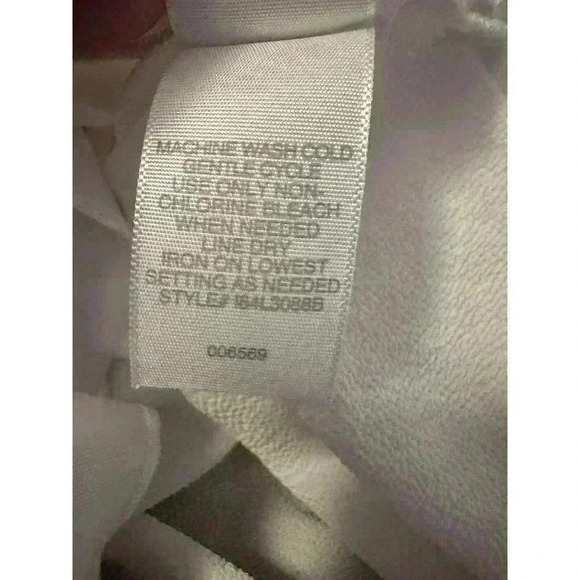 MACHINE WASH COLD
GENTLE CYCLE
USE ONLY NON-
CHLORINE BLEACH
WHEN NEEDED
LINE DRY
IRON ON LOWEST
SETTING AS NEEDED
STYLE# I84L3088B
006569